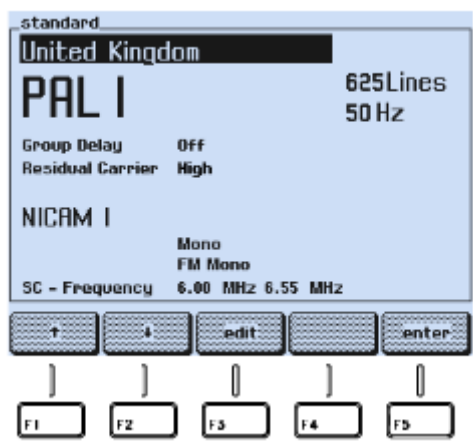 standard
United Kingdom
PAL I
625Lines
50 Hz
Group Delay Off
Residual Carrier High
NICAM I
Mono
FM Mono
SC - Frequency 6.00 MHz 6.55 MHz
↑ ↓ edit enter
F1 F2 F3 F4 F5